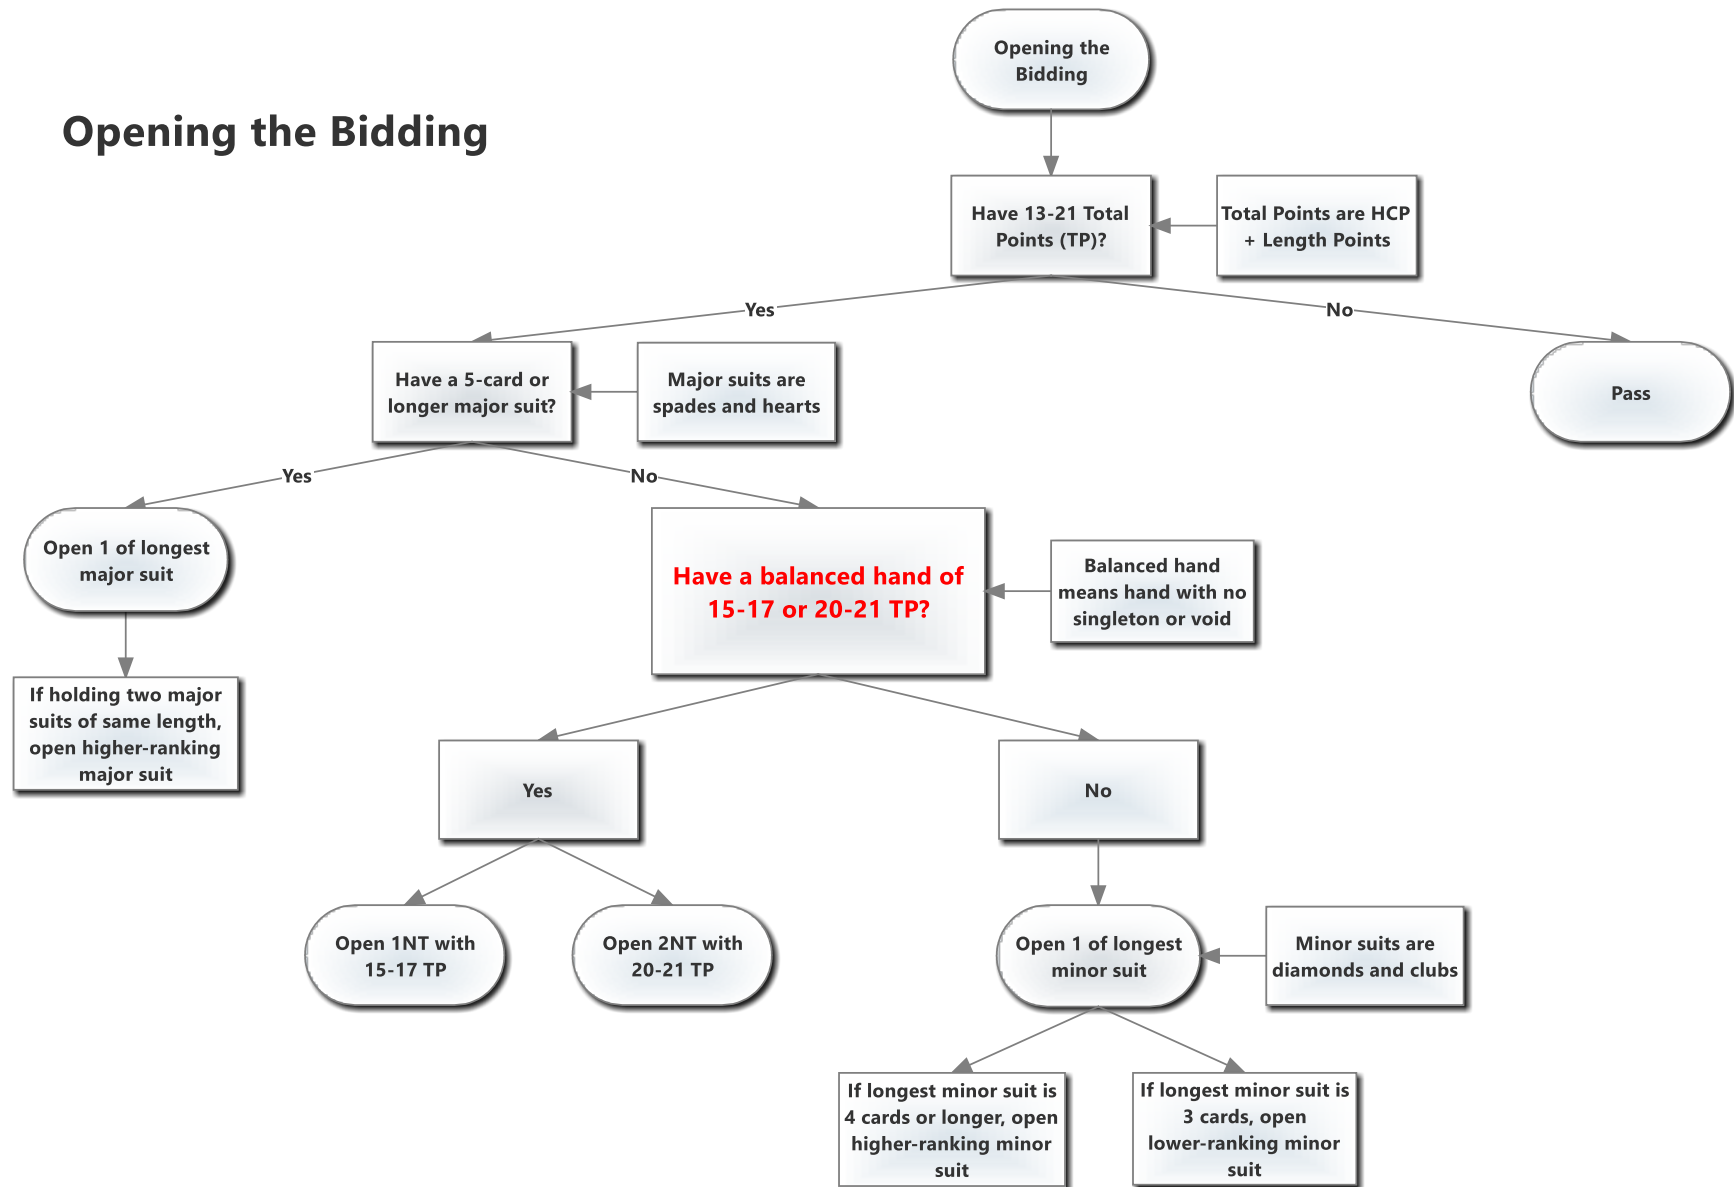 Opening the
Bidding
Opening the Bidding
Have 13-21 Total
Points (TP)?
Total Points are HCP
+ Length Points
Yes
No
Have a 5-card or
longer major suit?
Major suits are
spades and hearts
Pass
Yes
No
Open 1 of longest
major suit
Have a balanced hand of
15-17 or 20-21 TP?
Balanced hand
means hand with no
singleton or void
If holding two major
suits of same length,
open higher-ranking
major suit
Yes
No
Open 1NT with
15-17 TP
Open 2NT with
20-21 TP
Open 1 of longest
minor suit
Minor suits are
diamonds and clubs
If longest minor suit is
4 cards or longer, open
higher-ranking minor
suit
If longest minor suit is
3 cards, open
lower-ranking minor
suit